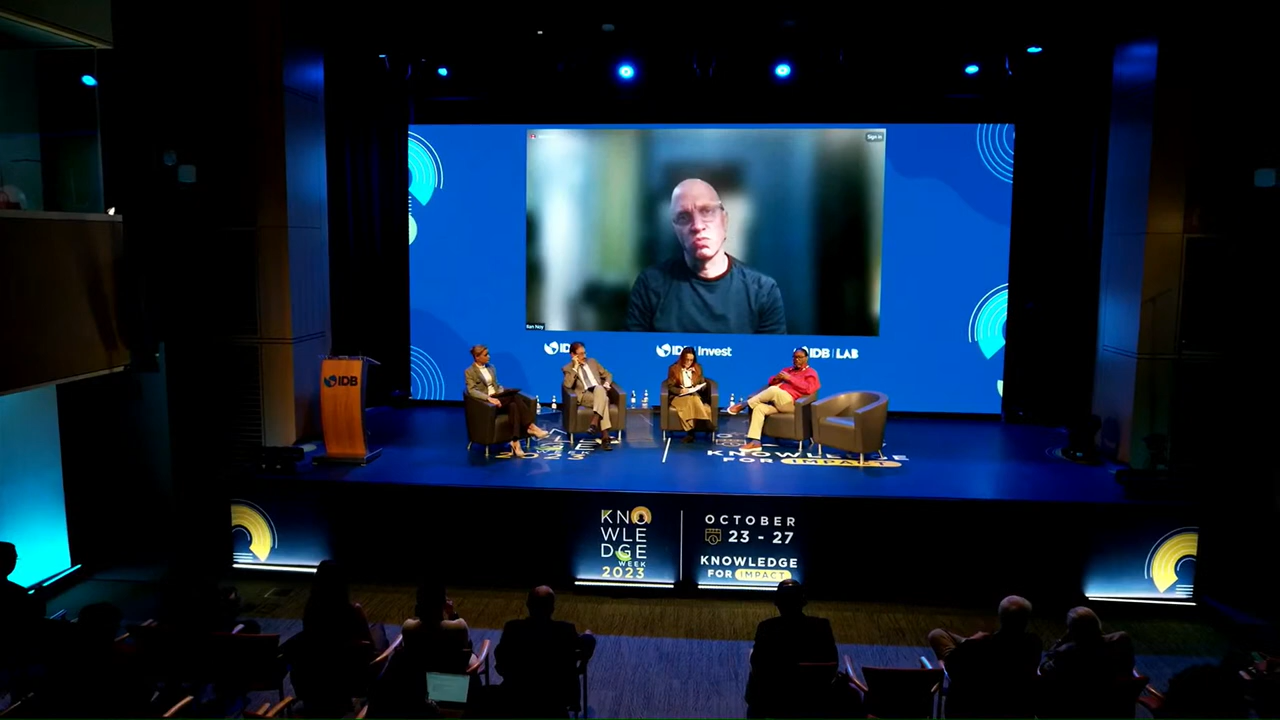 Sign in
Ilan Noy
IDB
IDB Invest
IDB | LAB
IDB
KNOWLEDGE
FOR IMPACT
KNO
WLE
DGE
WEEK
2023
OCTOBER
23 - 27
KNOWLEDGE
FOR IMPACT